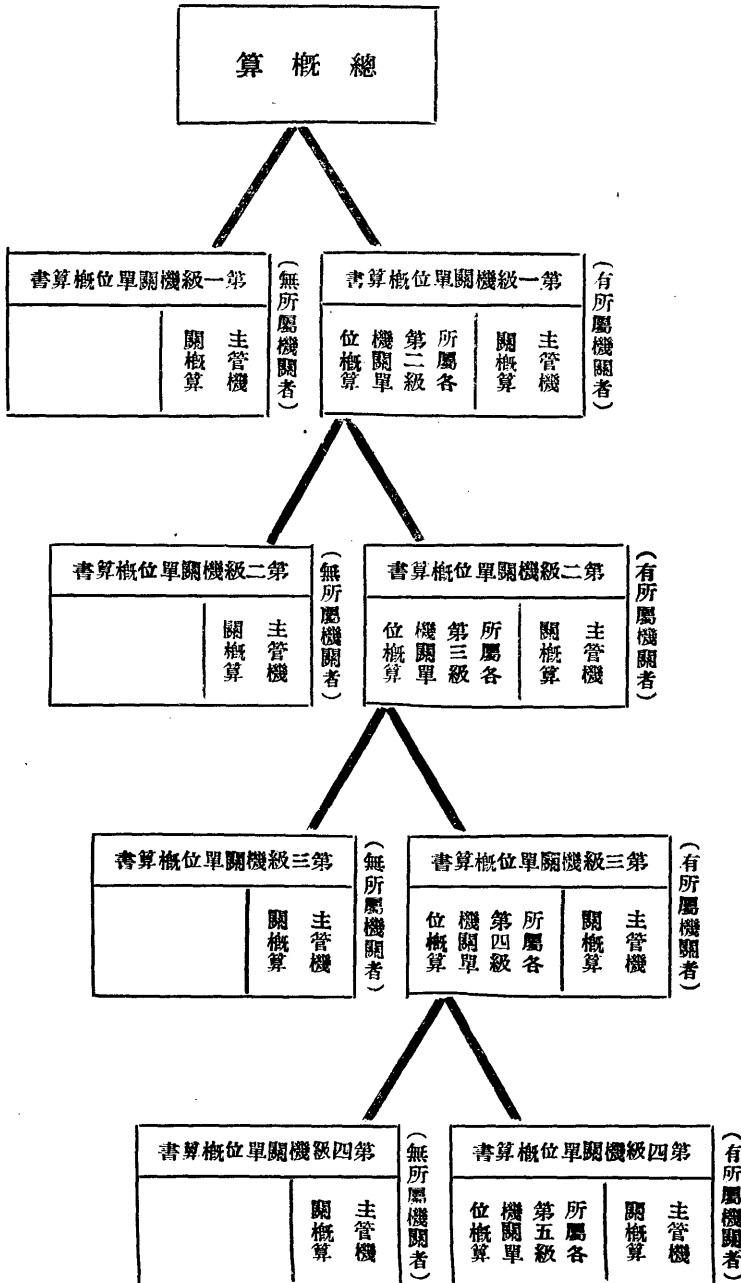 總概算
(有所屬機關者)
第一級機關單位概算書
主管機
關概算
所屬各
第二級
機關單
位概算
(無所屬機關者)
第一級機關單位概算書
主管機
關概算
(有所屬機關者)
第二級機關單位概算書
主管機
關概算
所屬各
第三級
機關單
位概算
(無所屬機關者)
第二級機關單位概算書
主管機
關概算
(有所屬機關者)
第三級機關單位概算書
主管機
關概算
所屬各
第四級
機關單
位概算
(無所屬機關者)
第三級機關單位概算書
主管機
關概算
(有所屬機關者)
第四級機關單位概算書
主管機
關概算
所屬各
第五級
機關單
位概算
(無所屬機關者)
第四級機關單位概算書
主管機
關概算